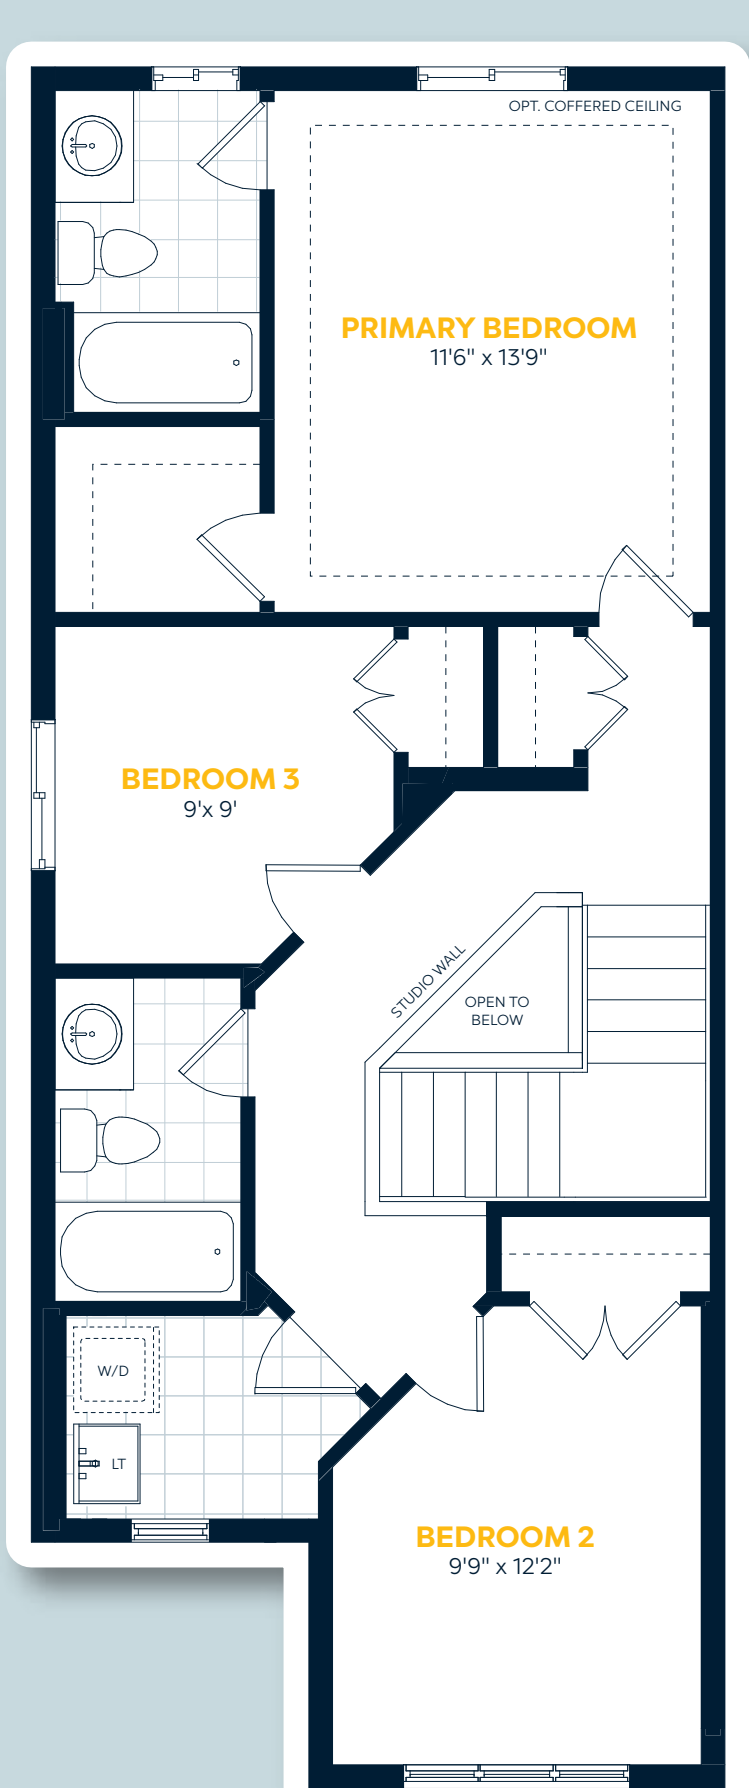 OPT. COFFERED CEILING
PRIMARY BEDROOM
11'6" x 13'9"
BEDROOM 3
9'x 9'
STUDIO WALL
OPEN TO
BELOW
W/D
LT
BEDROOM 2
9'9" x 12'2"